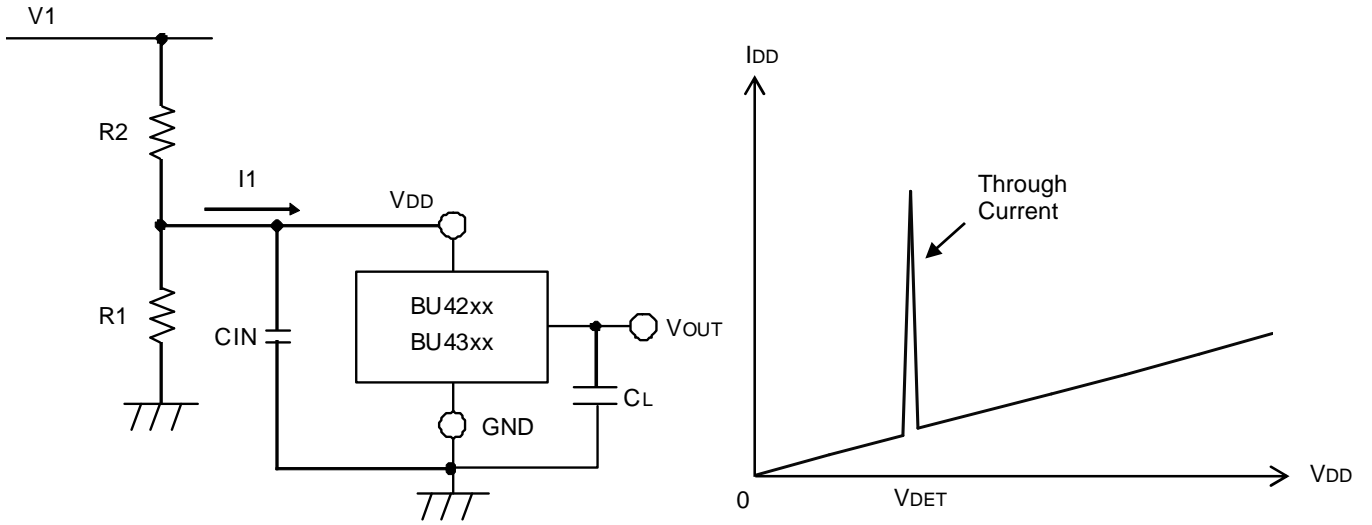 V1
R2
I1
VDD
R1
CIN
BU42xx
BU43xx
VOUT
CL
GND
IDD
Through
Current
0
VDET
VDD